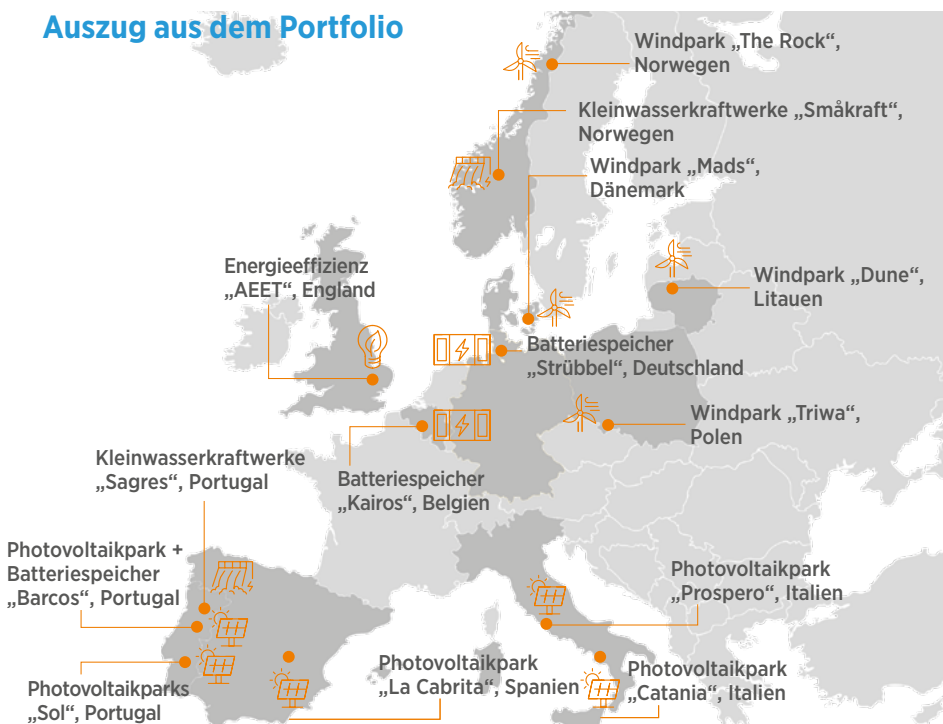 Auszug aus dem Portfolio
Windpark „The Rock“,
Norwegen
Kleinwasserkraftwerke „Småkraft“,
Norwegen
Windpark „Mads“,
Dänemark
Energieeffizienz
„AEET“, England
Windpark „Dune“,
Litauen
Batteriespeicher
„Strübbel“, Deutschland
Windpark „Triwa“,
Polen
Kleinwasserkraftwerke
„Sagres“, Portugal
Batteriespeicher
„Kairos“, Belgien
Photovoltaikpark +
Batteriespeicher
„Barcos“, Portugal
Photovoltaikpark
„Prospero“, Italien
Photovoltaikparks
„Sol“, Portugal
Photovoltaikpark
„La Cabrita“, Spanien
Photovoltaikpark
„Catania“, Italien